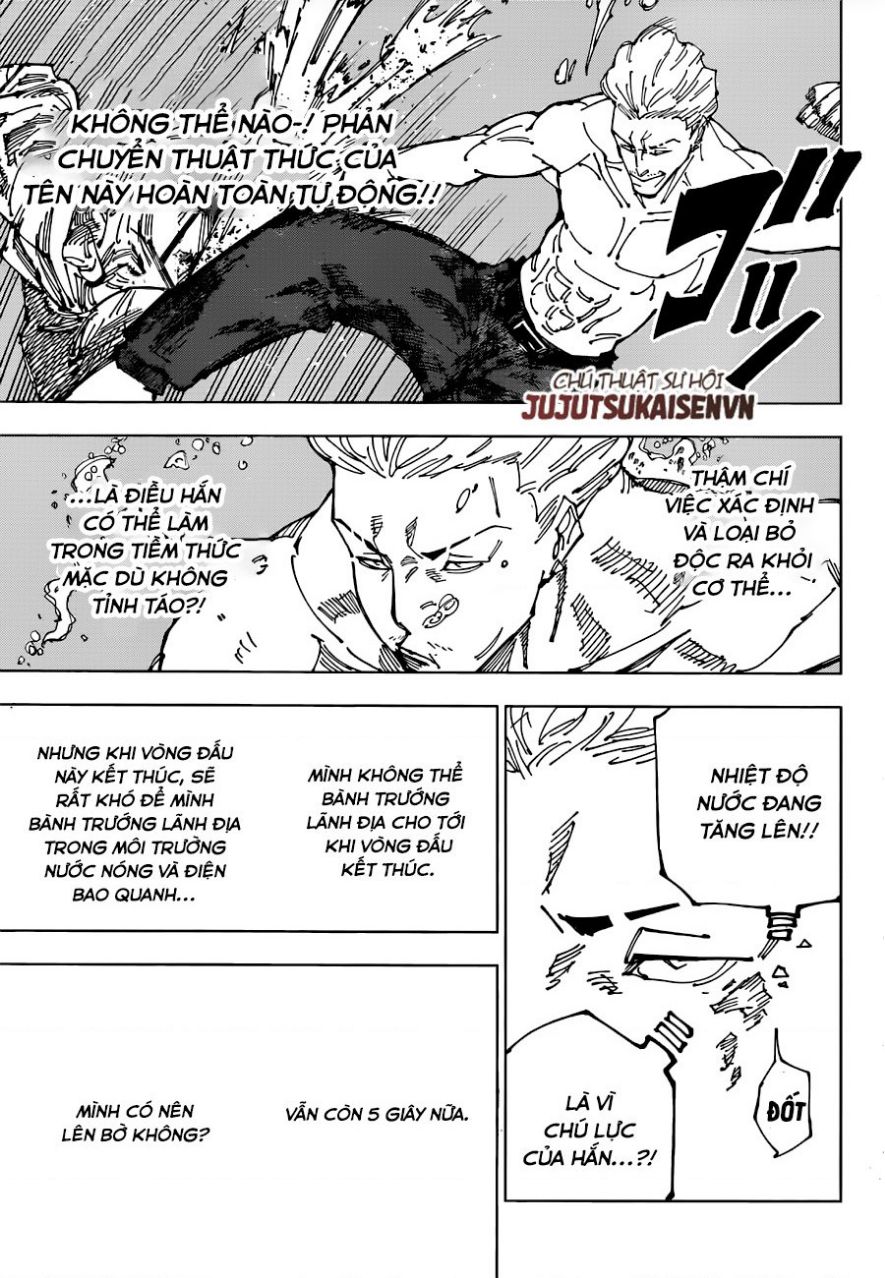 KHÔNG THỂ NÀO-! PHẢN
CHUYỂN THUẬT THỨC CỦA
TÊN NÀY HOÀN TOÀN TỰ ĐỘNG!!
ゴゴ
CHÚ THUẬT SƯ HỘI
JUJUTSUKAISENVN
THẬM CHÍ
VIỆC XÁC ĐỊNH
VÀ LOẠI BỎ
ĐỘC RA KHỎI
CƠ THỂ...
...LÀ ĐIỀU HẮN
CÓ THỂ LÀM
TRONG TIỀM THỨC
MẶC DÙ KHÔNG
TỈNH TÁO?!
NHIỆT ĐỘ
NƯỚC ĐANG
TĂNG LÊN!!
ĐỐT
LÀ VÌ
CHÚ LỰC
CỦA HẮN...?!
MÌNH KHÔNG THỂ
BÀNH TRƯỚNG
LÃNH ĐỊA CHO TỚI
KHI VÒNG ĐẤU
KẾT THÚC.
NHƯNG KHI VÒNG ĐẤU
NÀY KẾT THÚC, SẼ
RẤT KHÓ ĐỂ MÌNH
BÀNH TRƯỚNG LÃNH ĐỊA
TRONG MÔI TRƯỜNG
NƯỚC NÓNG VÀ ĐIỆN
BAO QUANH...
VẪN CÒN 5 GIÂY NỮA.
MÌNH CÓ NÊN
LÊN BỜ KHÔNG?